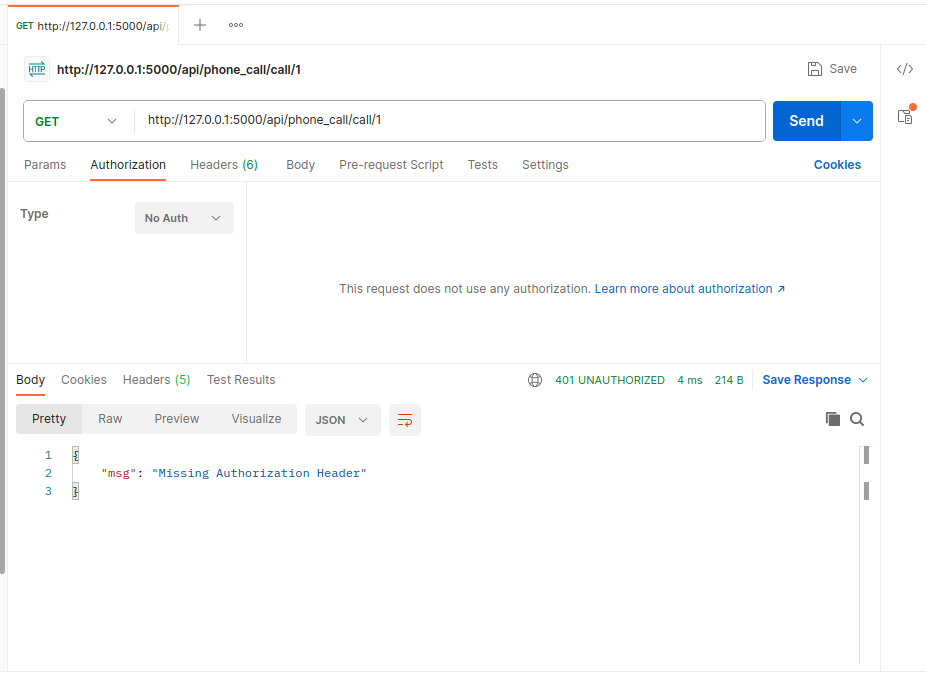 GET http://127.0.0.1:5000/api/
HTTP http://127.0.0.1:5000/api/phone_call/call/1 Save
GET http://127.0.0.1:5000/api/phone_call/call/1 Send
Params Authorization Headers (6) Body Pre-request Script Tests Settings Cookies
Type No Auth
This request does not use any authorization. Learn more about authorization ↗
Body Cookies Headers (5) Test Results 401 UNAUTHORIZED 4 ms 214 B Save Response
Pretty Raw Preview Visualize JSON
1 {
2 "msg": "Missing Authorization Header"
3 }